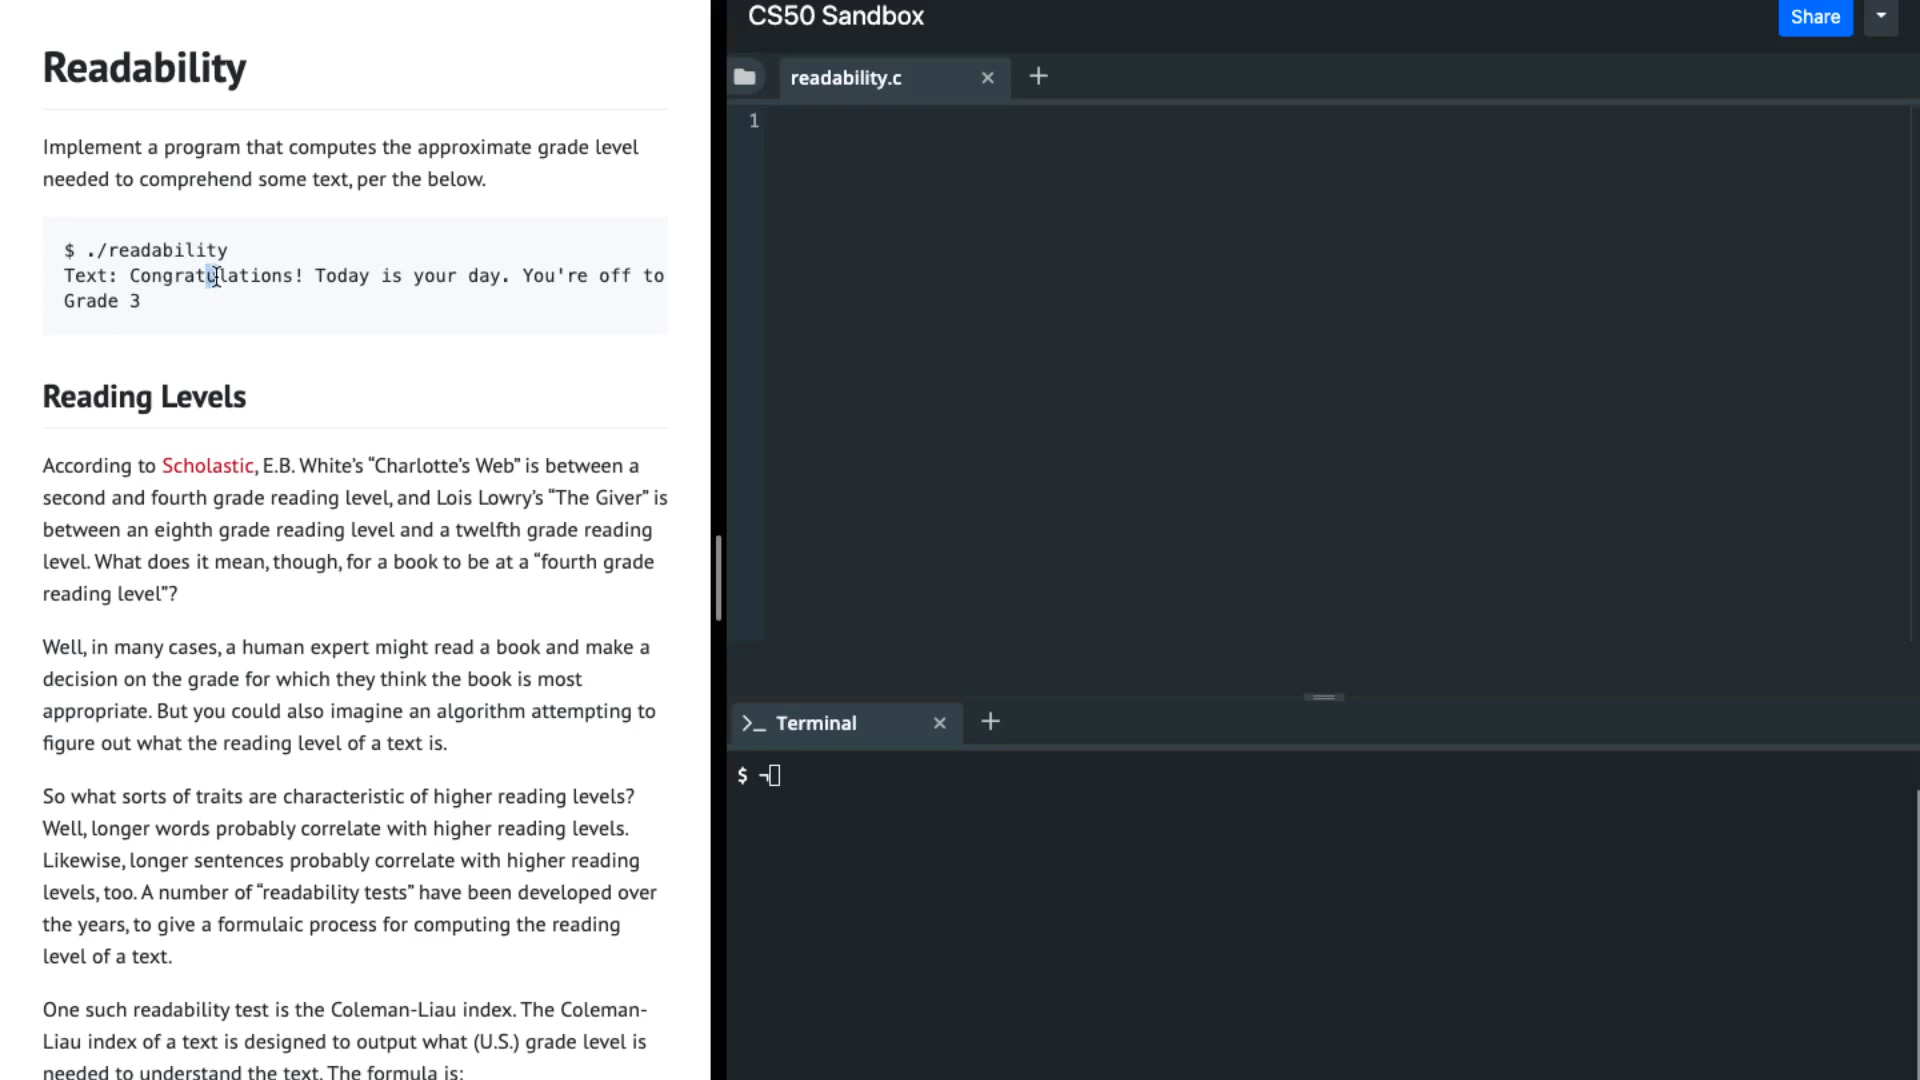 Readability
Implement a program that computes the approximate grade level
needed to comprehend some text, per the below.
$ ./readability
Text: Congratulations! Today is your day. You're off to
Grade 3
Reading Levels
According to Scholastic, E.B. White’s “Charlotte’s Web” is between a
second and fourth grade reading level, and Lois Lowry’s “The Giver” is
between an eighth grade reading level and a twelfth grade reading
level. What does it mean, though, for a book to be at a “fourth grade
reading level”?
Well, in many cases, a human expert might read a book and make a
decision on the grade for which they think the book is most
appropriate. But you could also imagine an algorithm attempting to
figure out what the reading level of a text is.
So what sorts of traits are characteristic of higher reading levels?
Well, longer words probably correlate with higher reading levels.
Likewise, longer sentences probably correlate with higher reading
levels, too. A number of “readability tests” have been developed over
the years, to give a formulaic process for computing the reading
level of a text.
One such readability test is the Coleman-Liau index. The Coleman-
Liau index of a text is designed to output what (U.S.) grade level is
needed to understand the text. The formula is:
CS50 Sandbox
Share
readability.c
1
>_ Terminal
$ ¬